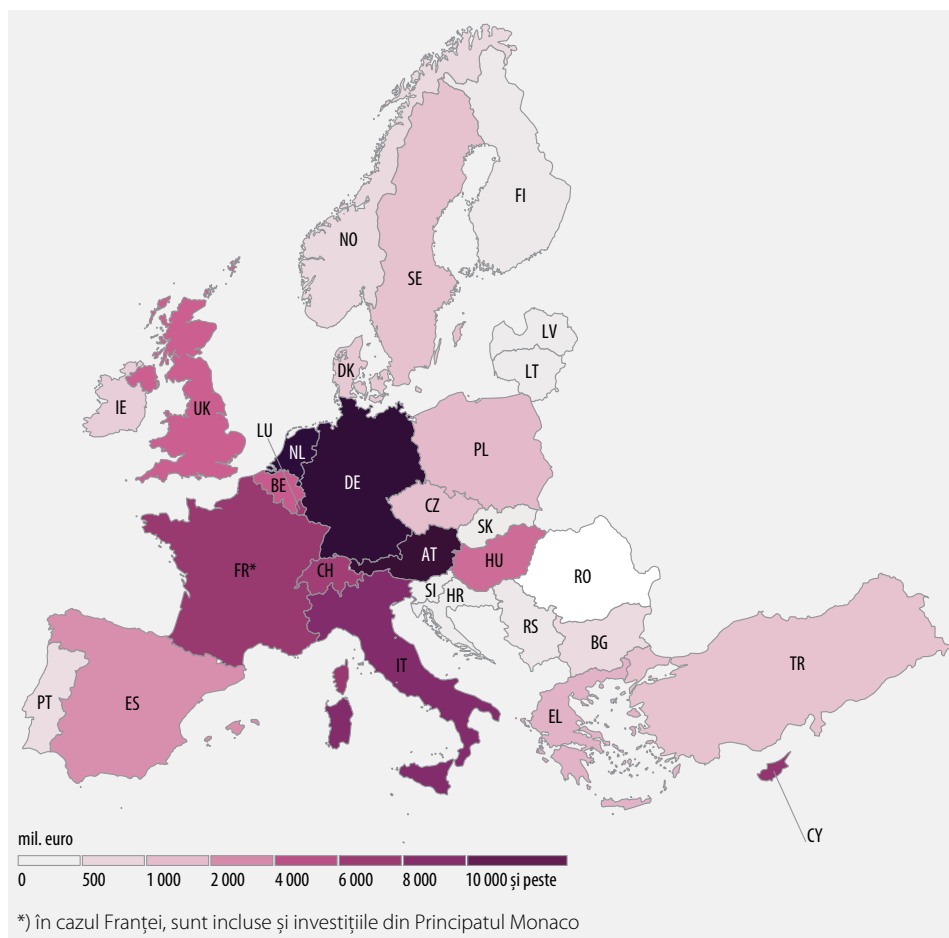 FI
NO
SE
LV
LT
DK
IE
UK
LU
NL
PL
BE
DE
CZ
SK
AT
HU
FR*
CH
RO
SI
HR
RS
BG
IT
TR
PT
ES
EL
CY
mil. euro
0 500 1 000 2 000 4 000 6 000 8 000 10 000 și peste
*) în cazul Franței, sunt incluse și investițiile din Principatul Monaco